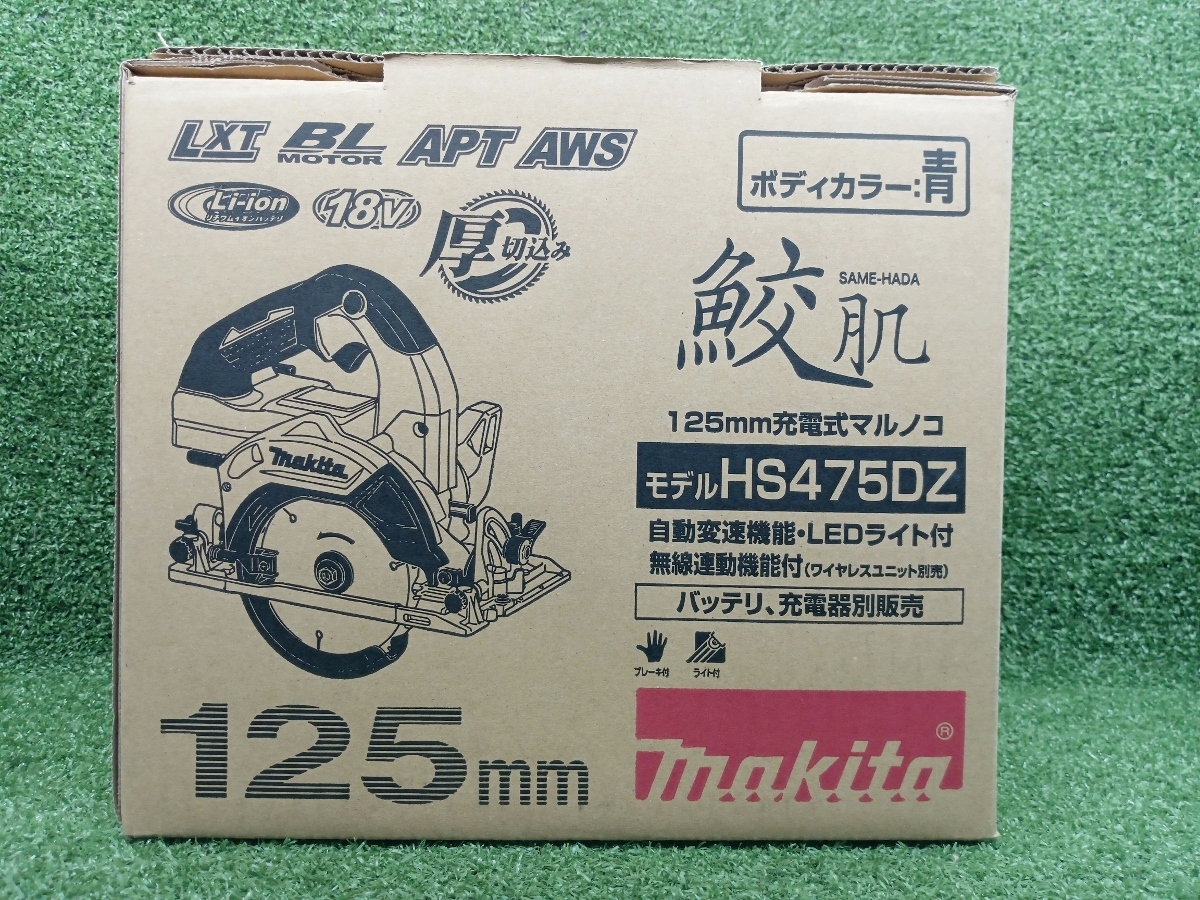 LXT BL MOTOR APT AWS
Li-ion リチウムイオンバッテリ 18V
厚切込み
ボディカラー:青
鮫肌
SAME-HADA
125mm充電式マルノコ
モデルHS475DZ
自動変速機能・LEDライト付
無線連動機能付(ワイヤレスユニット別売)
バッテリ、充電器別販売
ブレーキ付 ライト付
makita
125mm
makita®